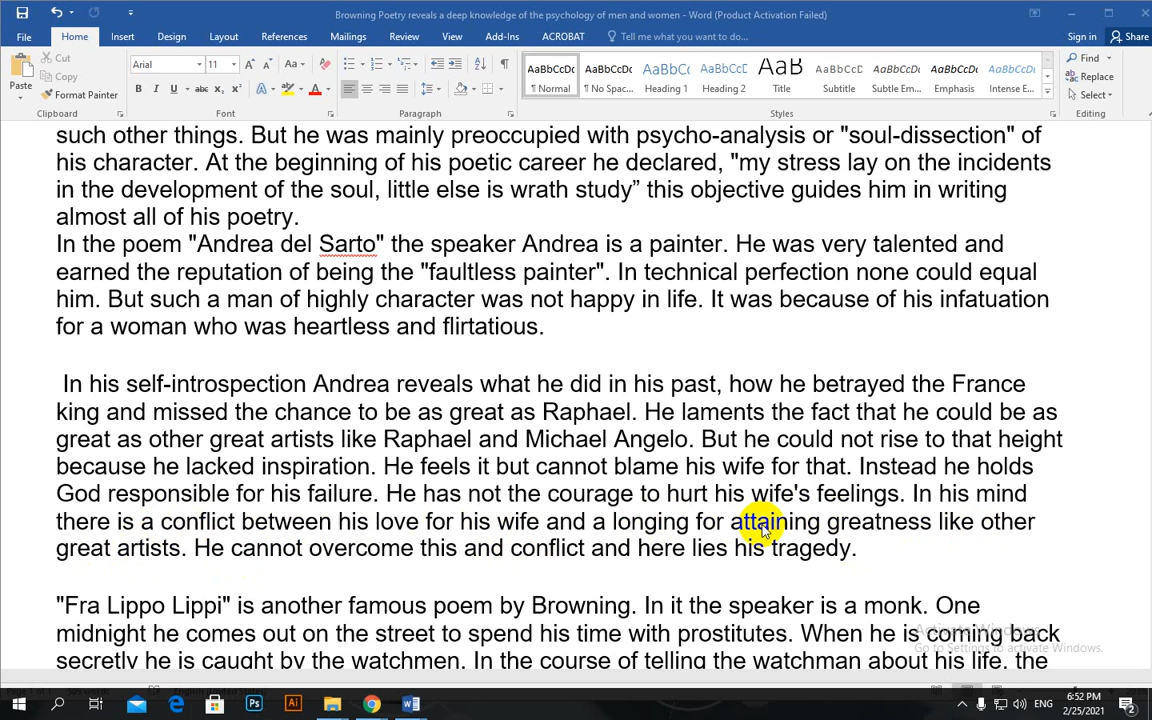 Browning Poetry reveals a deep knowledge of the psychology of men and women - Word (Product Activation Failed)
File Home Insert Design Layout References Mailings Review View Add-Ins ACROBAT Tell me what you want to do... Sign in Share
Paste Cut Copy Format Painter Clipboard
Arial 11 Font
Paragraph
AaBbCcDc AaBbCcDc AaBbCc AaBbCcD AaB AaBbCcD AaBbCcDc AaBbCcDc AaBbCcDc
¶ Normal ¶ No Spac... Heading 1 Heading 2 Title Subtitle Subtle Em... Emphasis Intense E...
Styles
Find Replace Select Editing
such other things. But he was mainly preoccupied with psycho-analysis or "soul-dissection" of
his character. At the beginning of his poetic career he declared, "my stress lay on the incidents
in the development of the soul, little else is wrath study” this objective guides him in writing
almost all of his poetry.
In the poem "Andrea del Sarto" the speaker Andrea is a painter. He was very talented and
earned the reputation of being the "faultless painter". In technical perfection none could equal
him. But such a man of highly character was not happy in life. It was because of his infatuation
for a woman who was heartless and flirtatious.
In his self-introspection Andrea reveals what he did in his past, how he betrayed the France
king and missed the chance to be as great as Raphael. He laments the fact that he could be as
great as other great artists like Raphael and Michael Angelo. But he could not rise to that height
because he lacked inspiration. He feels it but cannot blame his wife for that. Instead he holds
God responsible for his failure. He has not the courage to hurt his wife's feelings. In his mind
there is a conflict between his love for his wife and a longing for attaining greatness like other
great artists. He cannot overcome this and conflict and here lies his tragedy.
"Fra Lippo Lippi" is another famous poem by Browning. In it the speaker is a monk. One
midnight he comes out on the street to spend his time with prostitutes. When he is coming back
secretly he is caught by the watchmen. In the course of telling the watchman about his life, the
Activate Windows
Go to Settings to activate Windows.
ENG 6:52 PM
2/25/2021
2